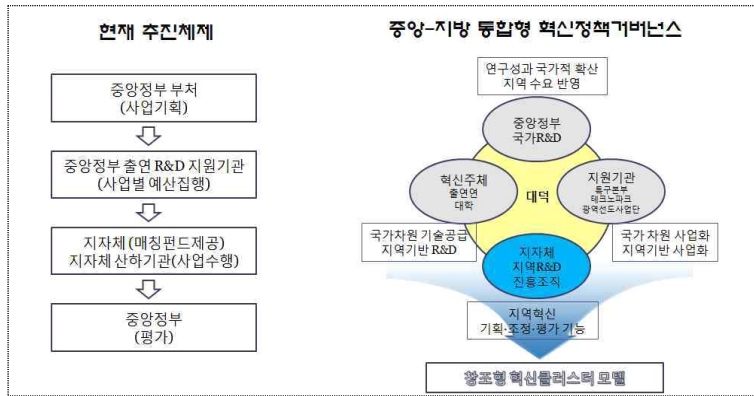 현재 추진체제
중앙정부 부처
(사업기획)
중앙정부 출연 R&D 지원기관
(사업별 예산집행)
지자체 (매칭펀드제공)
지자체 산하기관(사업수행)
중앙정부
(평가)
중앙-지방 통합형 혁신정책거버넌스
연구성과 국가적 확산
지역 수요 반영
중앙정부
국가R&D
혁신주체
출연연
대학
대덕
지원기관
특구본부
테크노파크
광역선도사업단
국가차원 기술공급
지역기반 R&D
국가 차원 사업화
지역기반 사업화
지자체
지역R&D
진흥조직
지역혁신
기획·조정·평가 기능
창조형 혁신클러스터 모델